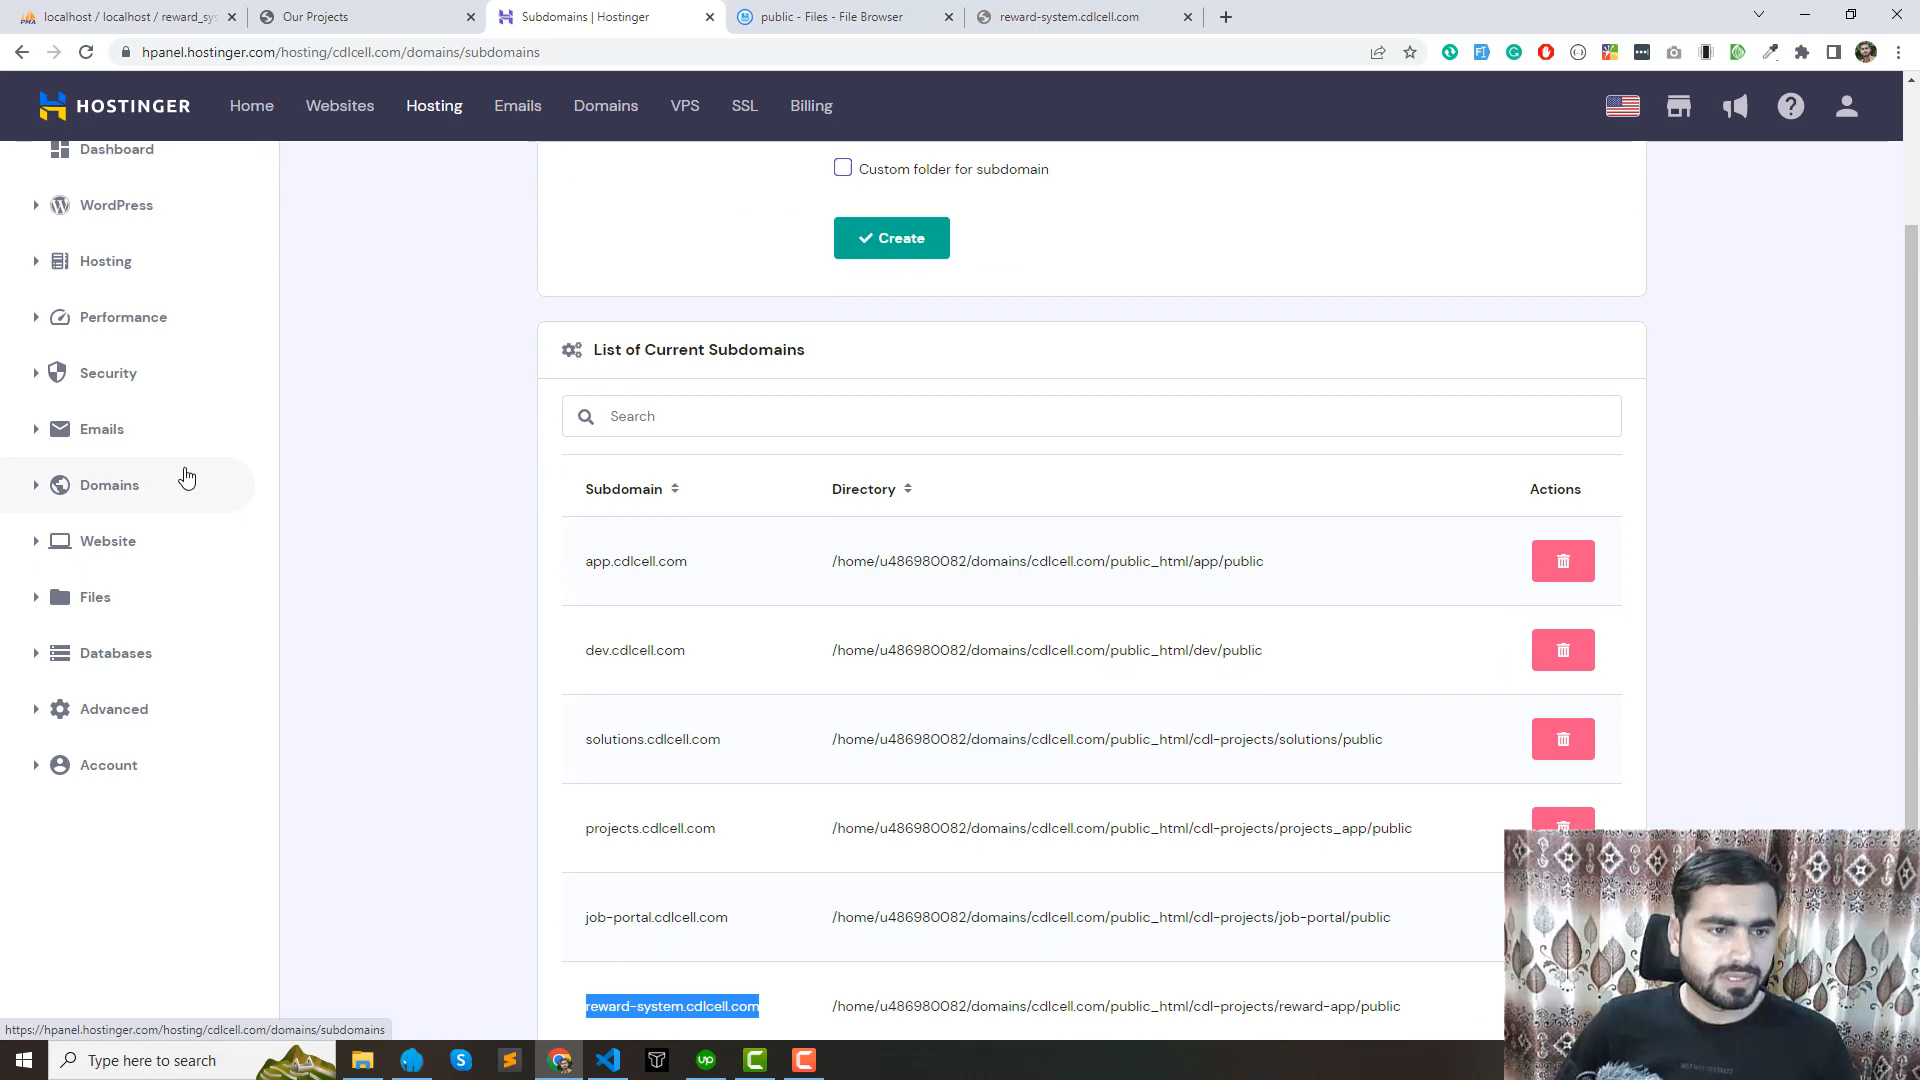 localhost / localhost / reward_sy
Our Projects
Subdomains | Hostinger
public - Files - File Browser
reward-system.cdlcell.com
hpanel.hostinger.com/hosting/cdlcell.com/domains/subdomains
HOSTINGER
Home
Websites
Hosting
Emails
Domains
VPS
SSL
Billing
Dashboard
WordPress
Hosting
Performance
Security
Emails
Domains
Website
Files
Databases
Advanced
Account
Custom folder for subdomain
Create
List of Current Subdomains
Search
Subdomain
Directory
Actions
app.cdlcell.com
/home/u486980082/domains/cdlcell.com/public_html/app/public
dev.cdlcell.com
/home/u486980082/domains/cdlcell.com/public_html/dev/public
solutions.cdlcell.com
/home/u486980082/domains/cdlcell.com/public_html/cdl-projects/solutions/public
projects.cdlcell.com
/home/u486980082/domains/cdlcell.com/public_html/cdl-projects/projects_app/public
job-portal.cdlcell.com
/home/u486980082/domains/cdlcell.com/public_html/cdl-projects/job-portal/public
reward-system.cdlcell.com
/home/u486980082/domains/cdlcell.com/public_html/cdl-projects/reward-app/public
https://hpanel.hostinger.com/hosting/cdlcell.com/domains/subdomains
Type here to search